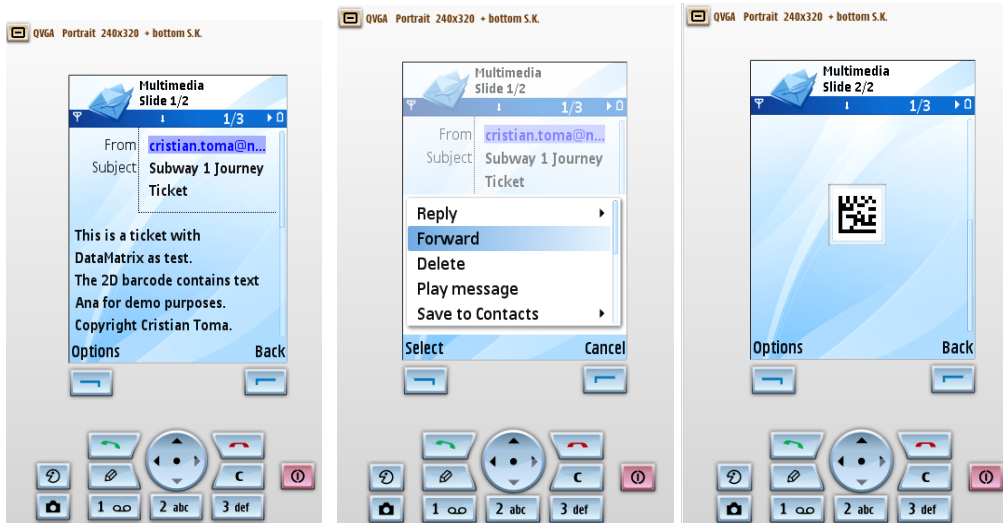 QVGA Portrait 240x320 + bottom S.K.
Multimedia
Slide 1/2
1/3
From cristian.toma@n...
Subject Subway 1 Journey
Ticket
This is a ticket with
DataMatrix as test.
The 2D barcode contains text
Ana for demo purposes.
Copyright Cristian Toma.
Options Back
C
1 2 abc 3 def
QVGA Portrait 240x320 + bottom S.K.
Multimedia
Slide 1/2
1/3
From cristian.toma@n...
Subject Subway 1 Journey
Ticket
Reply
Forward
Delete
Play message
Save to Contacts
Select Cancel
C
1 2 abc 3 def
QVGA Portrait 240x320 + bottom S.K.
Multimedia
Slide 2/2
1/3
Options Back
C
1 2 abc 3 def